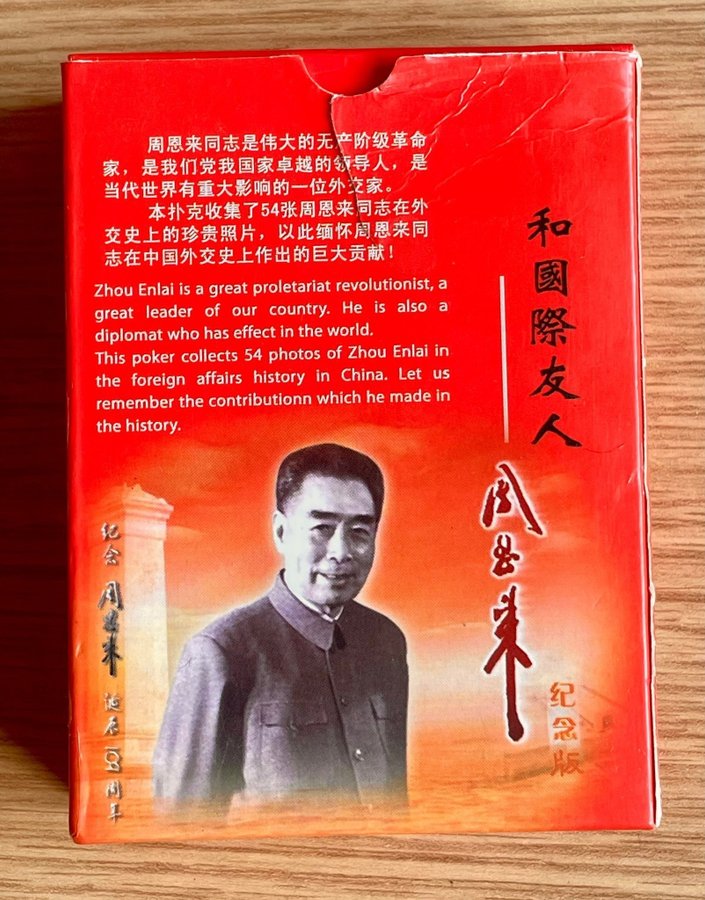 周恩来同志是伟大的无产阶级革命
家，是我们党我国家卓越的领导人，是
当代世界有重大影响的一位外交家。
本扑克收集了54张周恩来同志在外
交史上的珍贵照片，以此缅怀周恩来同
志在中国外交史上作出的巨大贡献！
Zhou Enlai is a great proletariat revolutionist, a
great leader of our country. He is also a
diplomat who has effect in the world.
This poker collects 54 photos of Zhou Enlai in
the foreign affairs history in China. Let us
remember the contributionn which he made in
the history.
和國際友人
周恩来
纪念版
纪念 周恩来 诞辰 周年